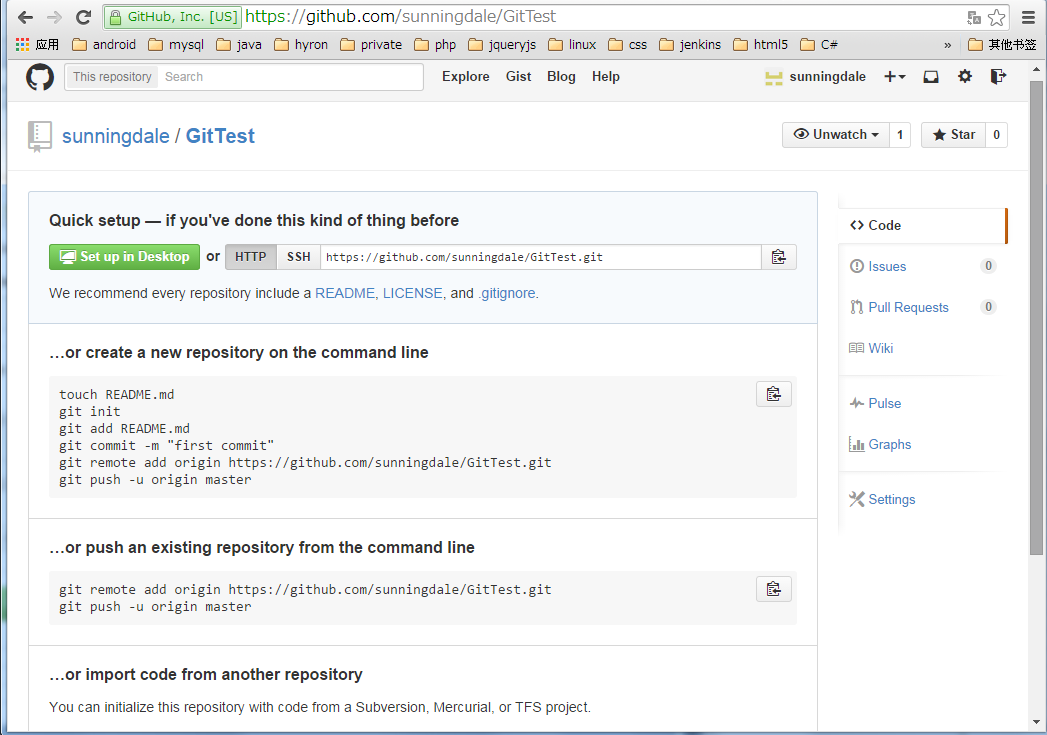 GitHub, Inc. [US] https://github.com/sunningdale/GitTest
应用 android mysql java hyron private php jqueryjs linux css jenkins html5 C# » 其他书签
This repository Search Explore Gist Blog Help sunningdale
sunningdale / GitTest Unwatch 1 Star 0
Quick setup — if you've done this kind of thing before
Set up in Desktop or HTTP SSH https://github.com/sunningdale/GitTest.git
We recommend every repository include a README, LICENSE, and .gitignore.
…or create a new repository on the command line
touch README.md
git init
git add README.md
git commit -m "first commit"
git remote add origin https://github.com/sunningdale/GitTest.git
git push -u origin master
…or push an existing repository from the command line
git remote add origin https://github.com/sunningdale/GitTest.git
git push -u origin master
…or import code from another repository
You can initialize this repository with code from a Subversion, Mercurial, or TFS project.
Code
Issues 0
Pull Requests 0
Wiki
Pulse
Graphs
Settings